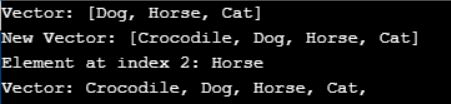 Vector: [Dog, Horse, Cat]
New Vector: [Crocodile, Dog, Horse, Cat]
Element at index 2: Horse
Vector: Crocodile, Dog, Horse, Cat,